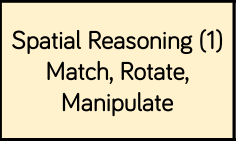 Spatial Reasoning (1)
Match, Rotate,
Manipulate